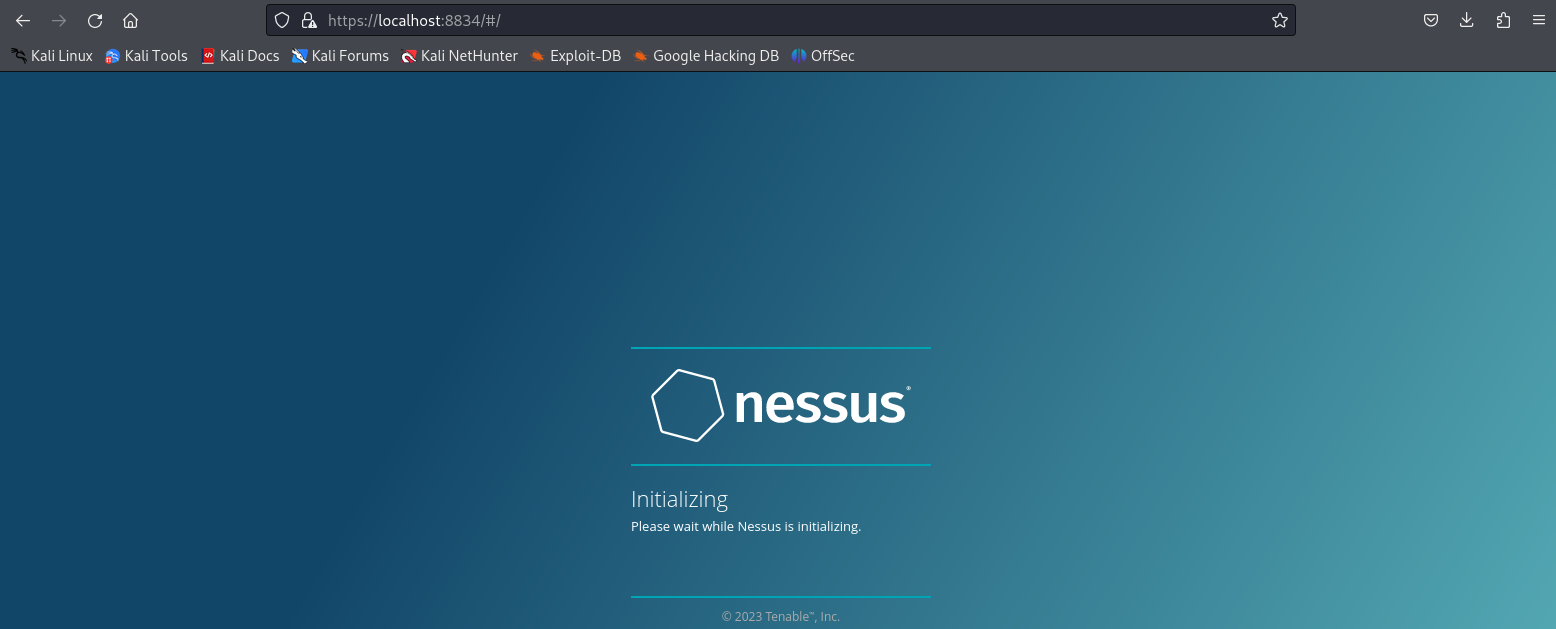 https://localhost:8834/#/
Kali Linux Kali Tools Kali Docs Kali Forums Kali NetHunter Exploit-DB Google Hacking DB OffSec
nessus®
Initializing
Please wait while Nessus is initializing.
© 2023 Tenable™, Inc.